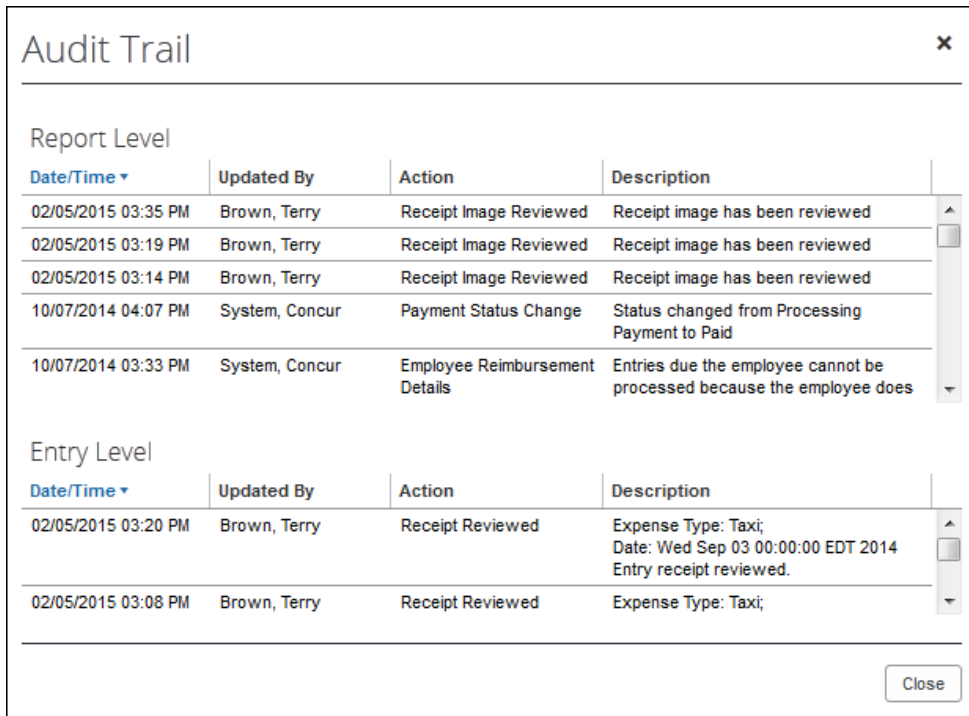 Audit Trail
Report Level
Date/Time Updated By Action Description
02/05/2015 03:35 PM Brown, Terry Receipt Image Reviewed Receipt image has been reviewed
02/05/2015 03:19 PM Brown, Terry Receipt Image Reviewed Receipt image has been reviewed
02/05/2015 03:14 PM Brown, Terry Receipt Image Reviewed Receipt image has been reviewed
10/07/2014 04:07 PM System, Concur Payment Status Change Status changed from Processing
Payment to Paid
10/07/2014 03:33 PM System, Concur Employee Reimbursement Entries due the employee cannot be
Details processed because the employee does
Entry Level
Date/Time Updated By Action Description
02/05/2015 03:20 PM Brown, Terry Receipt Reviewed Expense Type: Taxi;
Date: Wed Sep 03 00:00:00 EDT 2014
Entry receipt reviewed.
02/05/2015 03:08 PM Brown, Terry Receipt Reviewed Expense Type: Taxi;
Close